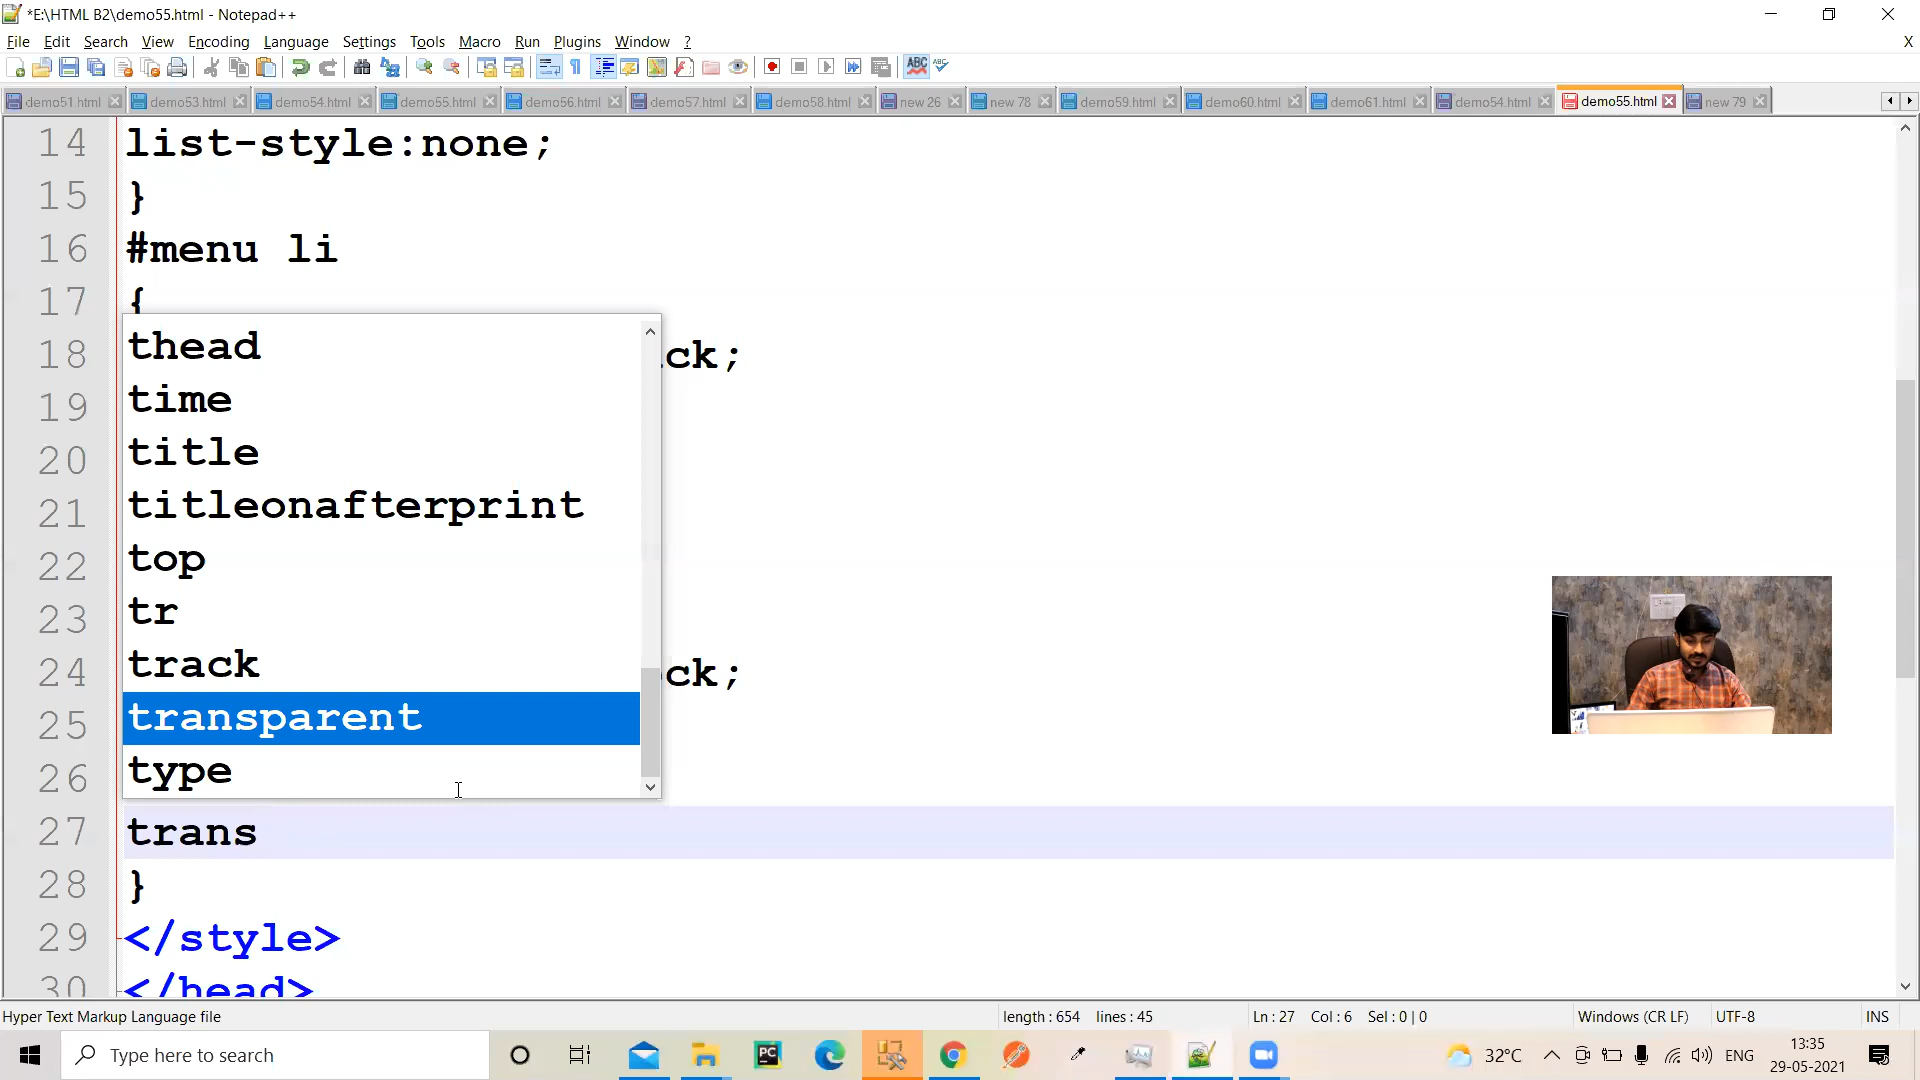 *E:\HTML B2\demo55.html - Notepad++
File Edit Search View Encoding Language Settings Tools Macro Run Plugins Window ? X
demo51 html demo53.html demo54.html demo55.html demo56.html demo57.html demo58.html new 26 new 78 demo59.html demo60.html demo61.html demo54.html demo55.html new 79
14 list-style:none;
15 }
16 #menu li
17 {
18 ck;
19
20
21
22
23
24 ck;
25
26
thead
time
title
titleonafterprint
top
tr
track
transparent
type
27 trans
28 }
29 </style>
30 </head>
Hyper Text Markup Language file length : 654 lines : 45 Ln : 27 Col : 6 Sel : 0 | 0 Windows (CR LF) UTF-8 INS
Type here to search 32°C ENG 13:35
29-05-2021